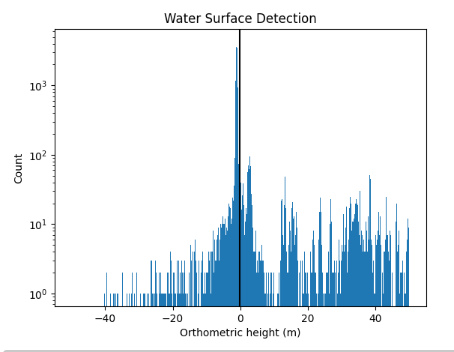 Water Surface Detection
Count
10³
10²
10¹
10⁰
−40 −20 0 20 40
Orthometric height (m)